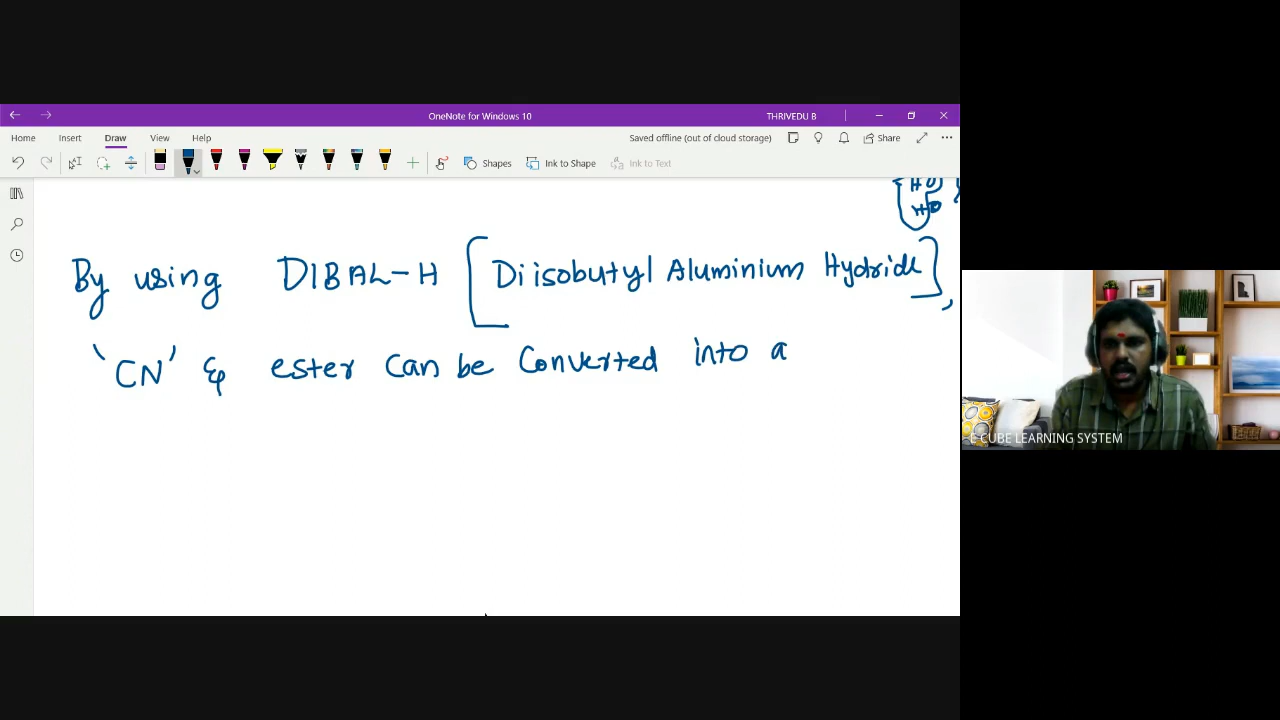 OneNote for Windows 10
THRIVEDU B
Home Insert Draw View Help
Saved offline (out of cloud storage)
Share
Shapes
Ink to Shape
Ink to Text
HO
HO
By using DIBAL-H [Diisobutyl Aluminium Hydride],
'CN' & ester can be converted into a
E CUBE LEARNING SYSTEM